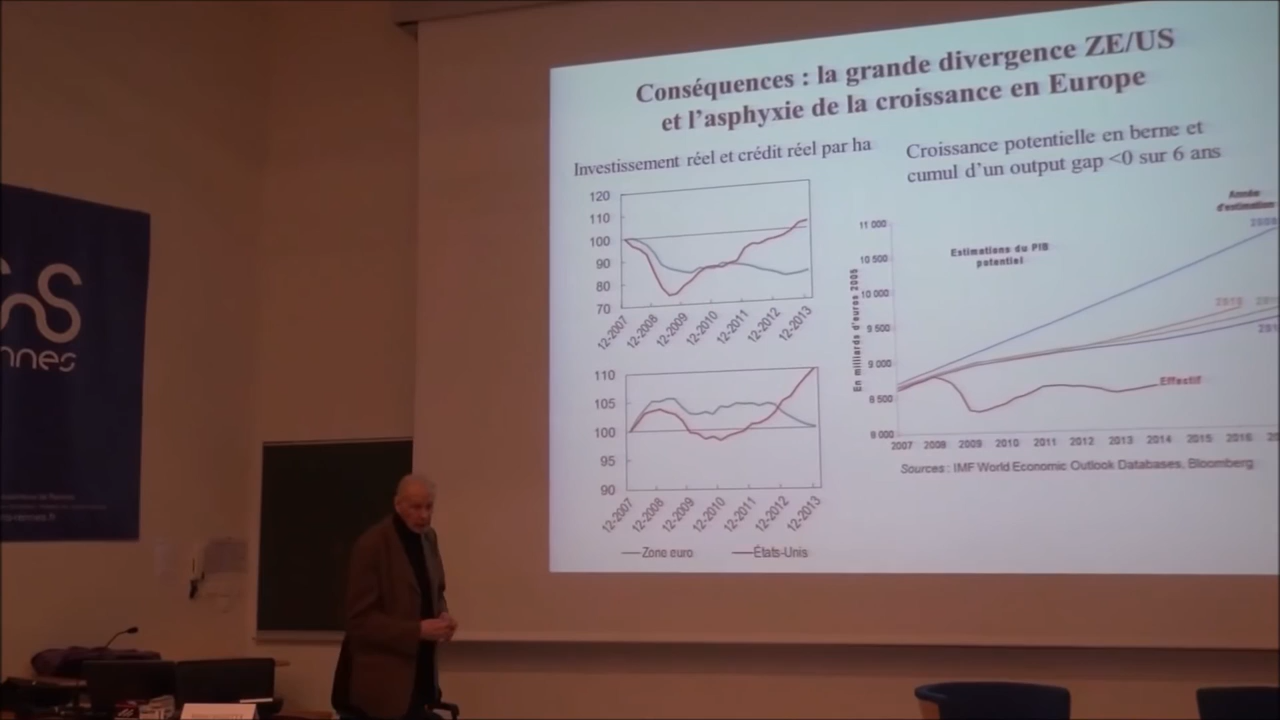 Conséquences : la grande divergence ZE/US
et l'asphyxie de la croissance en Europe
Investissement réel et crédit réel par ha
120
110
100
90
80
70
12-2007
12-2008
12-2009
12-2010
12-2011
12-2012
12-2013
110
105
100
95
90
12-2007
12-2008
12-2009
12-2010
12-2011
12-2012
12-2013
Zone euro
États-Unis
Croissance potentielle en berne et
cumul d'un output gap <0 sur 6 ans
Année
d'estimation
Estimations du PIB
potentiel
En milliards d'euros 2005
11 000
10 500
10 000
9 500
9 000
8 500
8 000
Effectif
2007 2008 2009 2010 2011 2012 2013 2014 2015 2016
Sources : IMF World Economic Outlook Databases, Bloomberg
nnes